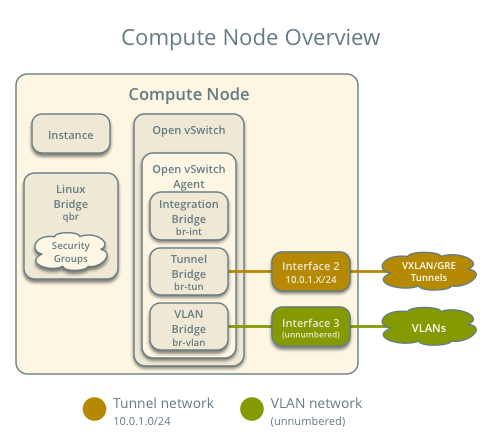 Compute Node Overview
Compute Node
Instance
Linux
Bridge
qbr
Security
Groups
Open vSwitch
Open vSwitch
Agent
Integration
Bridge
br-int
Tunnel
Bridge
br-tun
VLAN
Bridge
br-vlan
Interface 2
10.0.1.X/24
VXLAN/GRE
Tunnels
Interface 3
(unnumbered)
VLANs
Tunnel network
10.0.1.0/24
VLAN network
(unnumbered)